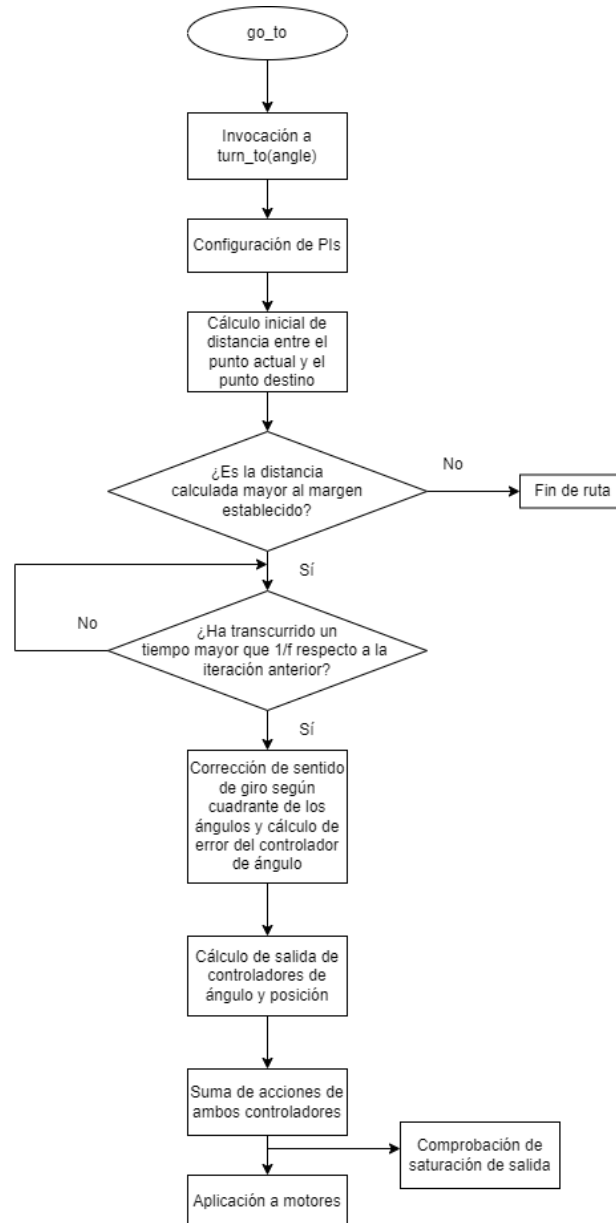 go_to
Invocación a
turn_to(angle)
Configuración de PIs
Cálculo inicial de
distancia entre el
punto actual y el
punto destino
¿Es la distancia
calculada mayor al margen
establecido?
No
Fin de ruta
Sí
¿Ha transcurrido un
tiempo mayor que 1/f respecto a la
iteración anterior?
No
Sí
Corrección de sentido
de giro según
cuadrante de los
ángulos y cálculo de
error del controlador
de ángulo
Cálculo de salida de
controladores de
ángulo y posición
Suma de acciones de
ambos controladores
Comprobación de
saturación de salida
Aplicación a motores